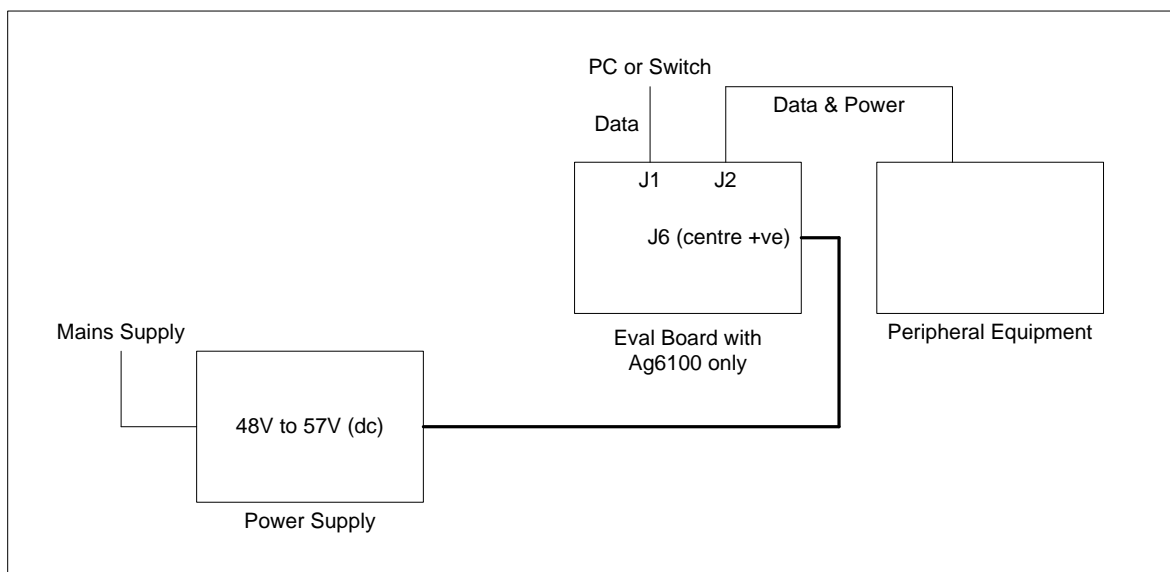 PC or Switch
Data & Power
Data
J1
J2
J6 (centre +ve)
Mains Supply
Eval Board with
Ag6100 only
Peripheral Equipment
48V to 57V (dc)
Power Supply